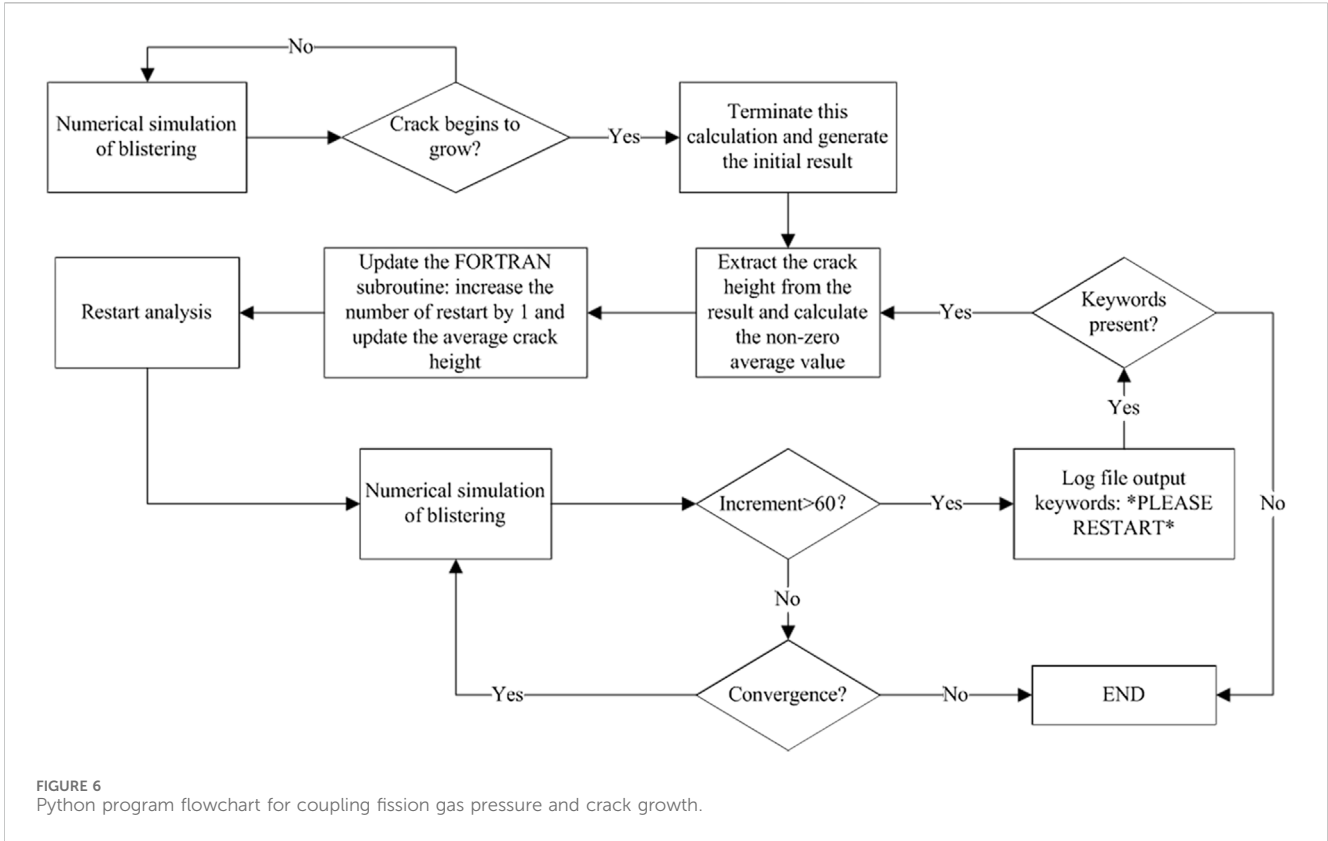 No
Numerical simulation
of blistering
Crack begins to
grow?
Yes
Terminate this
calculation and generate
the initial result
Restart analysis
Update the FORTRAN
subroutine: increase the
number of restart by 1 and
update the average crack
height
Extract the crack
height from the
result and calculate
the non-zero
average value
Yes
Keywords
present?
Yes
Numerical simulation
of blistering
Increment>60?
Yes
Log file output
keywords: *PLEASE
RESTART*
No
No
Yes
Convergence?
No
END
FIGURE 6
Python program flowchart for coupling fission gas pressure and crack growth.